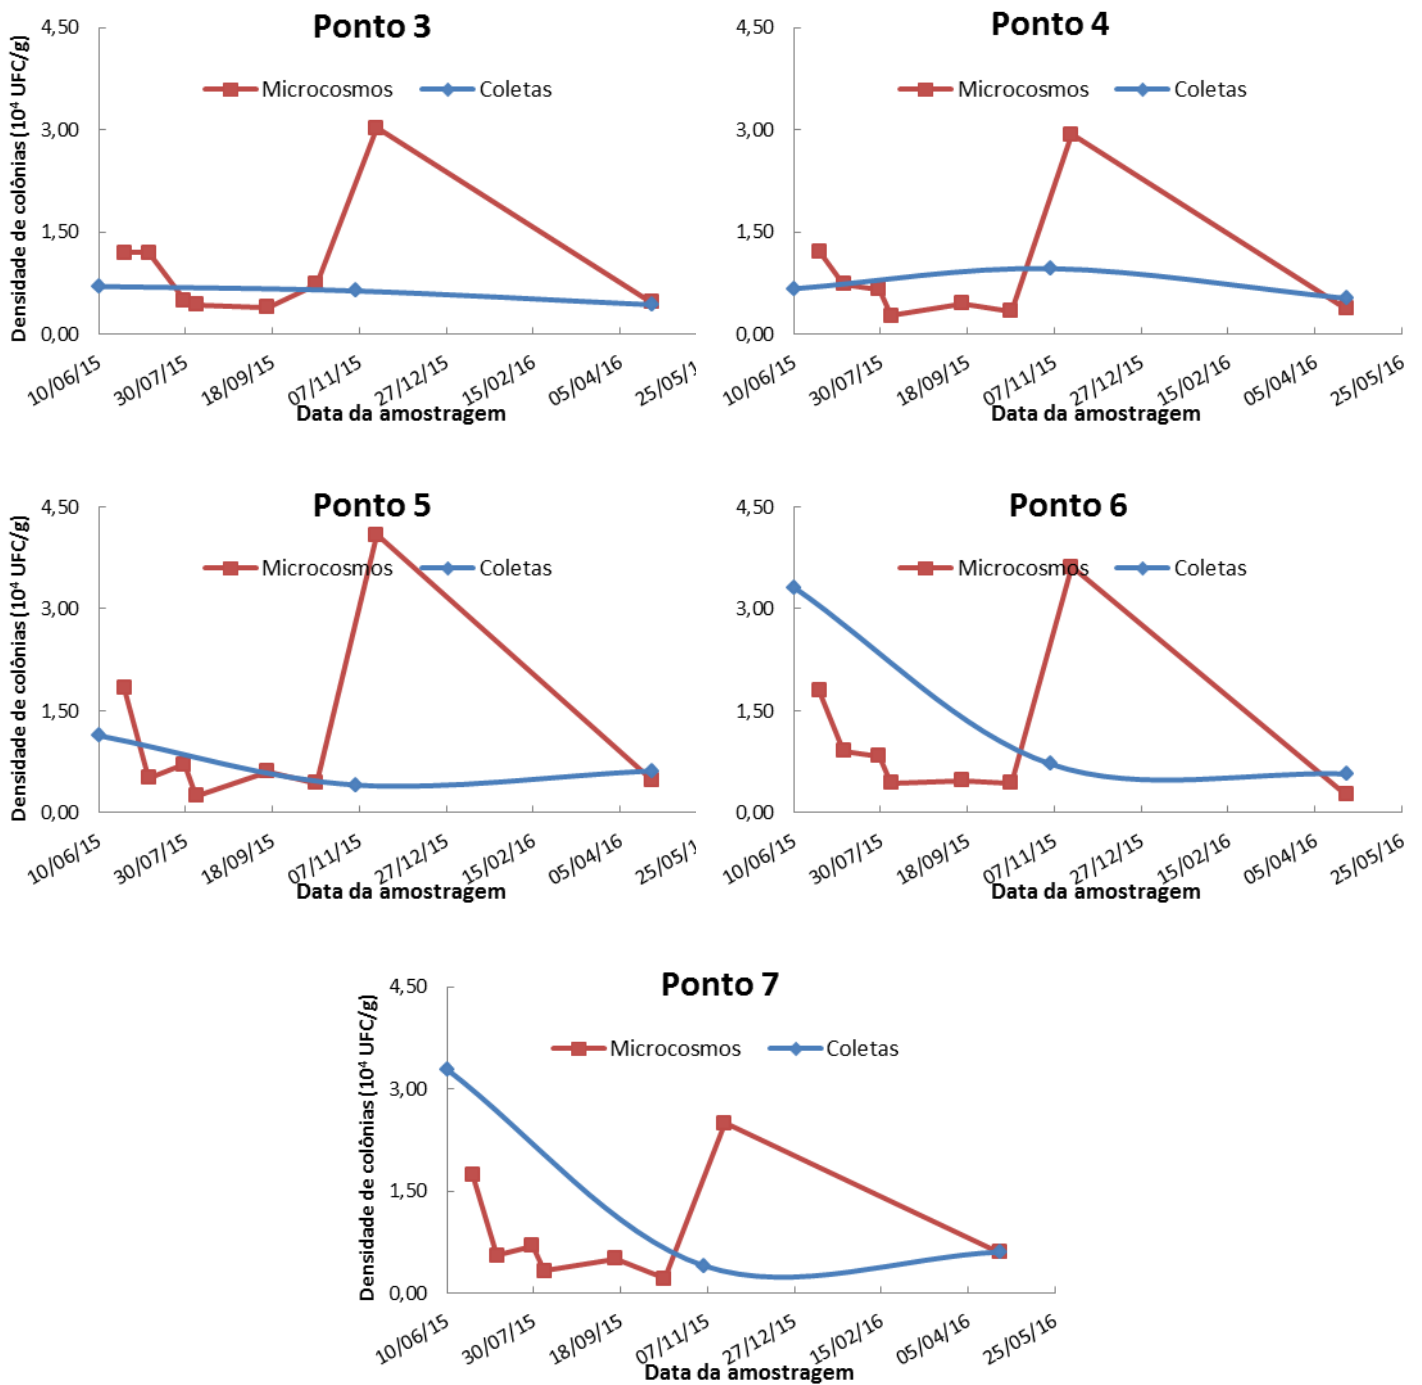 Ponto 3
Densidade de colônias (10⁴ UFC/g)
4,50
3,00
1,50
0,00
Microcosmos
Coletas
10/06/15
30/07/15
18/09/15
07/11/15
27/12/15
15/02/16
05/04/16
25/05/1
Data da amostragem
Ponto 4
4,50
3,00
1,50
0,00
Microcosmos
Coletas
10/06/15
30/07/15
18/09/15
07/11/15
27/12/15
15/02/16
05/04/16
25/05/16
Data da amostragem
Ponto 5
Densidade de colônias (10⁴ UFC/g)
4,50
3,00
1,50
0,00
Microcosmos
Coletas
10/06/15
30/07/15
18/09/15
07/11/15
27/12/15
15/02/16
05/04/16
25/05/1
Data da amostragem
Ponto 6
4,50
3,00
1,50
0,00
Microcosmos
Coletas
10/06/15
30/07/15
18/09/15
07/11/15
27/12/15
15/02/16
05/04/16
25/05/16
Data da amostragem
Ponto 7
Densidade de colônias (10⁴ UFC/g)
4,50
3,00
1,50
0,00
Microcosmos
Coletas
10/06/15
30/07/15
18/09/15
07/11/15
27/12/15
15/02/16
05/04/16
25/05/16
Data da amostragem